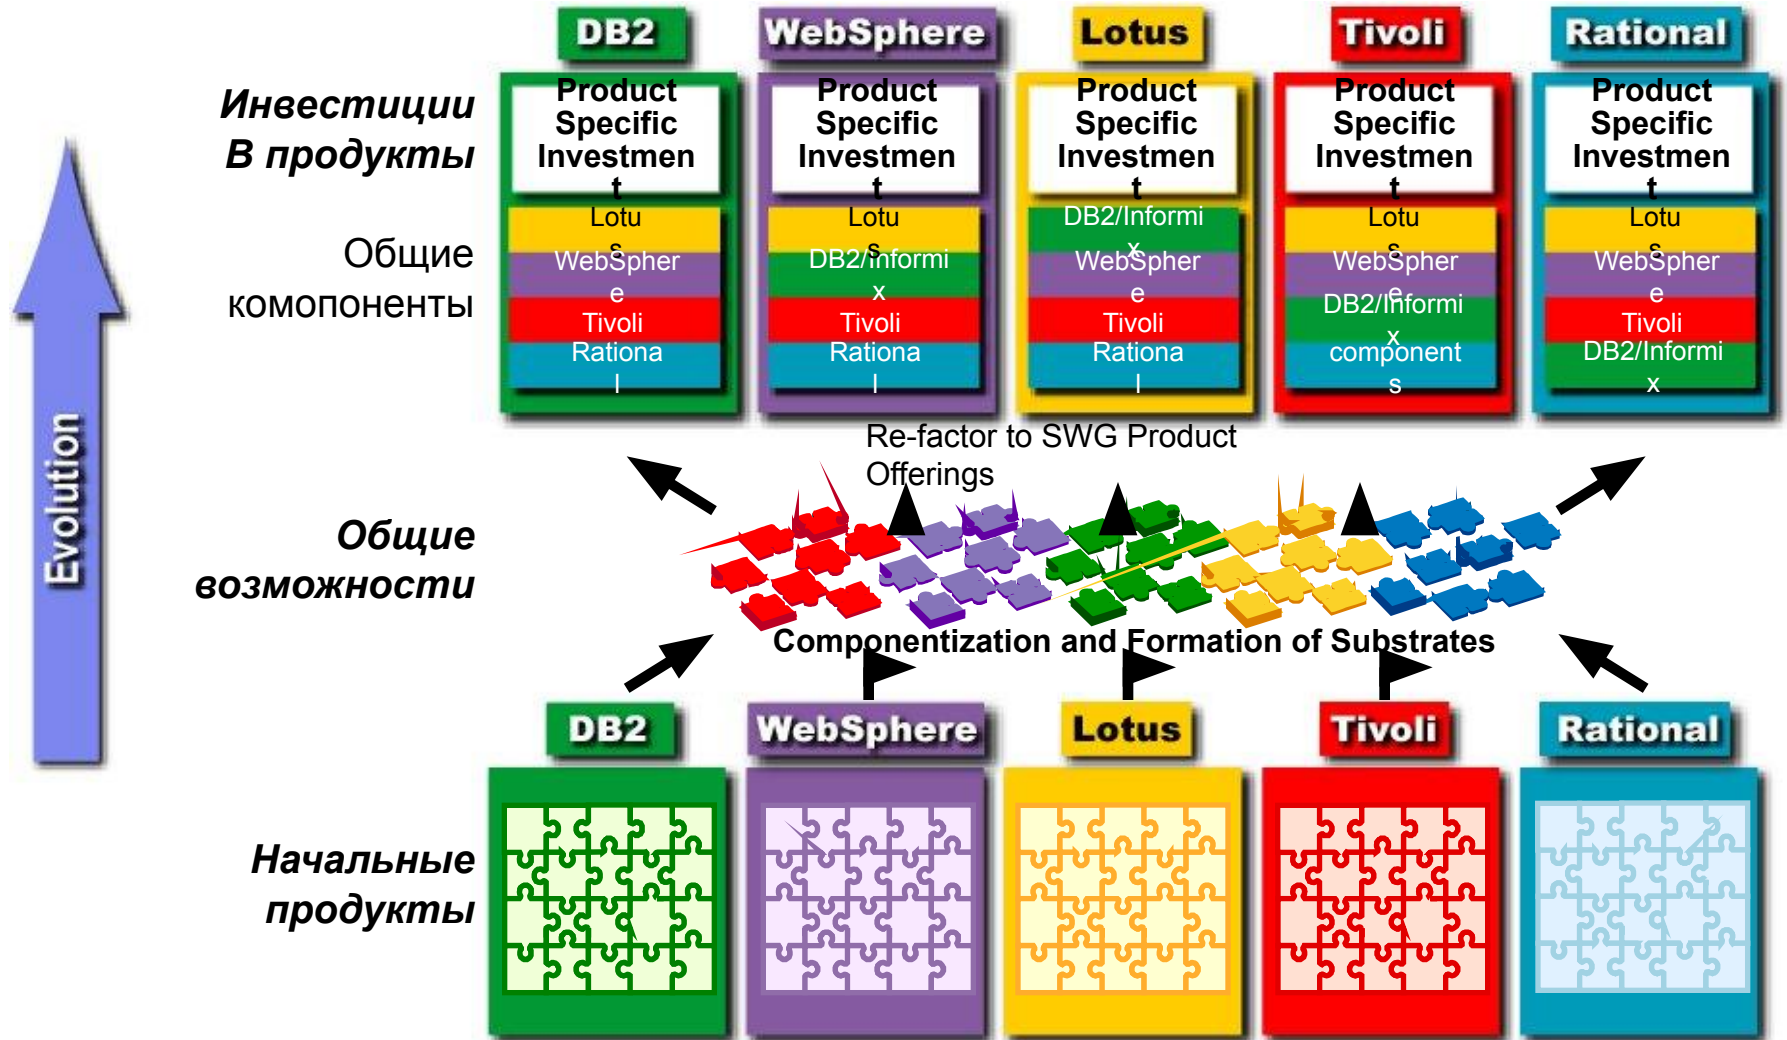 DB2
WebSphere
Lotus
Tivoli
Rational
Инвестиции
В продукты
Product
Specific
Investmen
t
Product
Specific
Investmen
t
Product
Specific
Investmen
t
Product
Specific
Investmen
t
Product
Specific
Investmen
t
Общие
комопоненты
Lotu
s
WebSpher
e
Tivoli
Rationa
l
Lotu
s
DB2/Informi
x
Tivoli
Rationa
l
DB2/Informi
x
WebSpher
e
Tivoli
Rationa
l
Lotu
s
WebSpher
e
DB2/Informi
x
component
s
Lotu
s
WebSpher
e
Tivoli
DB2/Informi
x
Evolution
Re-factor to SWG Product
Offerings
Общие
возможности
Componentization and Formation of Substrates
DB2
WebSphere
Lotus
Tivoli
Rational
Начальные
продукты